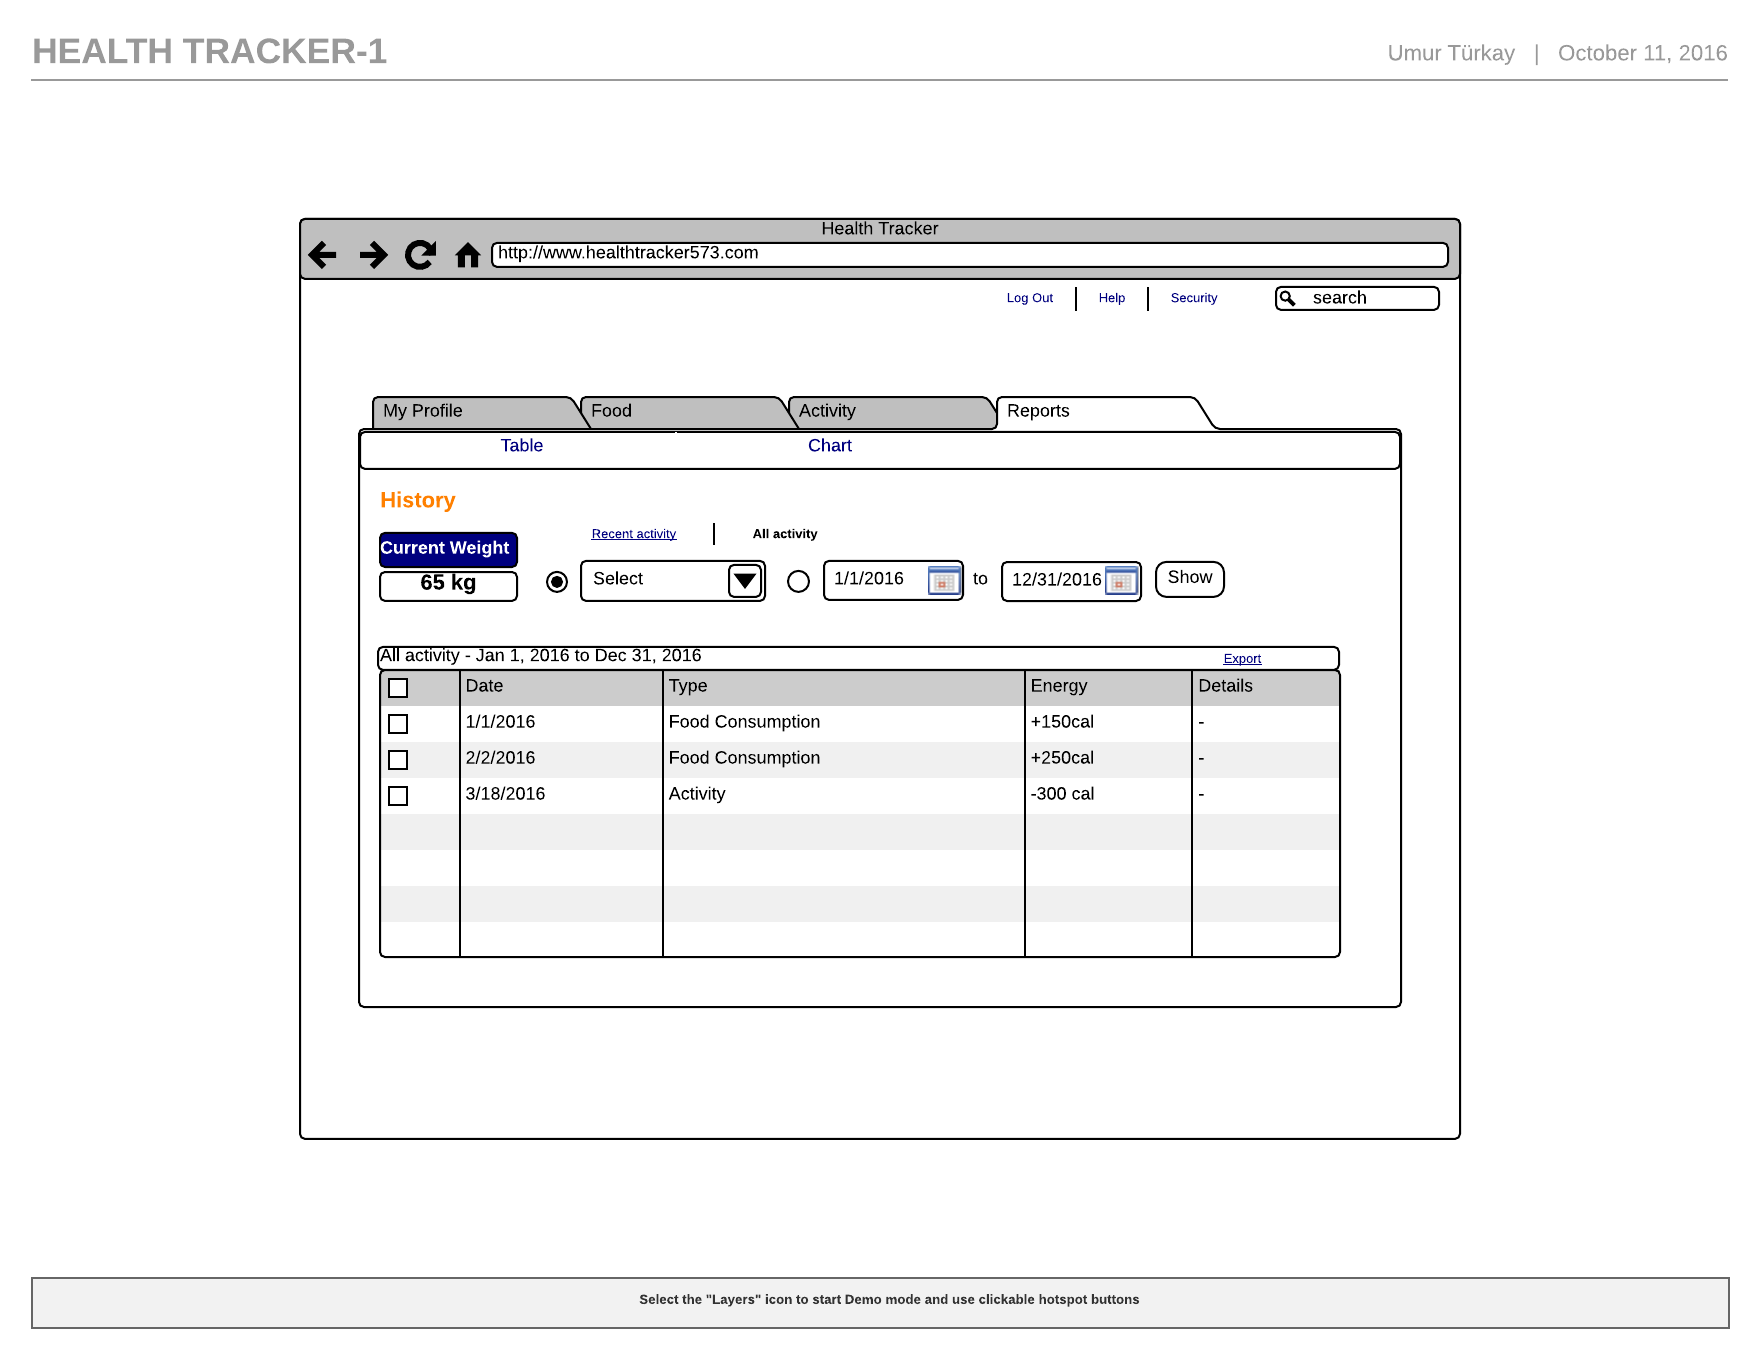 HEALTH TRACKER-1
Umur Türkay | October 11, 2016
Health Tracker
http://www.healthtracker573.com
Log Out | Help | Security search
My Profile Food Activity Reports
Table Chart
History
Recent activity | All activity
Current Weight
65 kg
Select 1/1/2016 to 12/31/2016 Show
All activity - Jan 1, 2016 to Dec 31, 2016 Export
Date Type Energy Details
1/1/2016 Food Consumption +150cal -
2/2/2016 Food Consumption +250cal -
3/18/2016 Activity -300 cal -
Select the "Layers" icon to start Demo mode and use clickable hotspot buttons